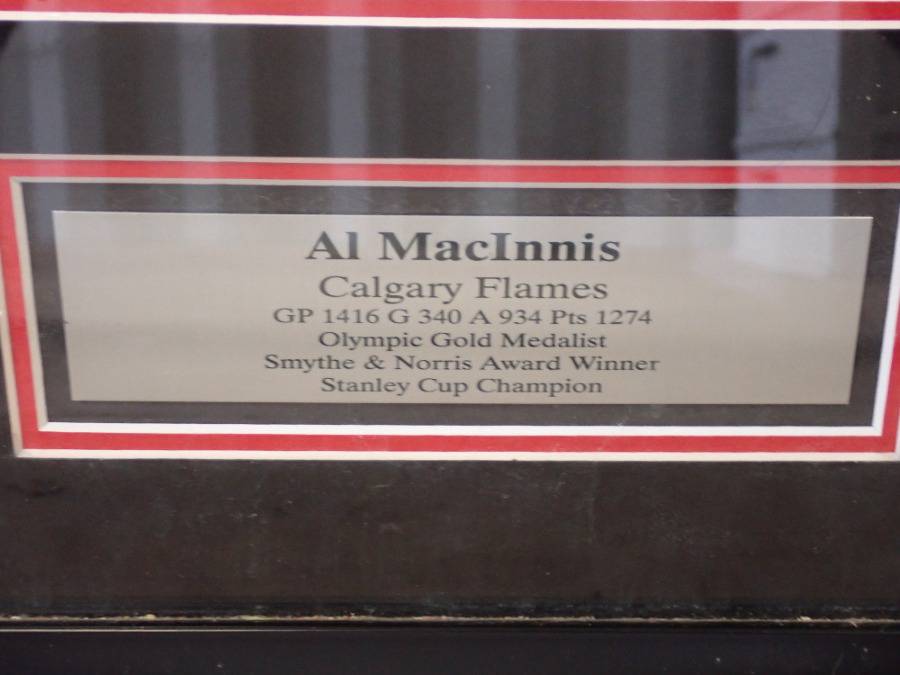 Al MacInnis
Calgary Flames
GP 1416 G 340 A 934 Pts 1274
Olympic Gold Medalist
Smythe & Norris Award Winner
Stanley Cup Champion